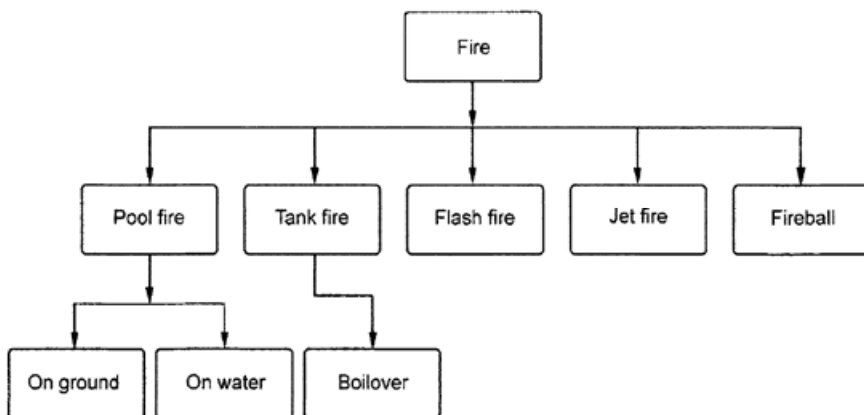 Fire
Pool fire
Tank fire
Flash fire
Jet fire
Fireball
On ground
On water
Boilover